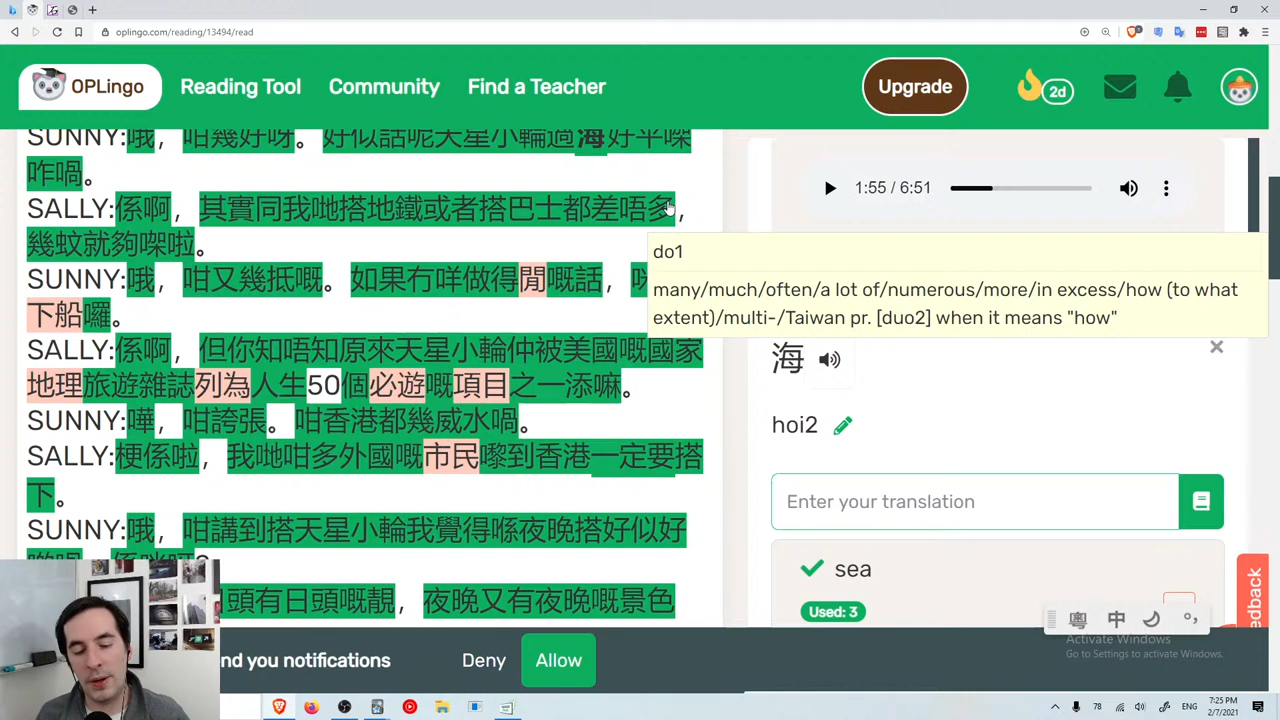 oplingo.com/reading/13494/read
OPLingo
Reading Tool
Community
Find a Teacher
Upgrade
2d
SUNNY:哦，咁幾好呀。好似話呢天星小輪過海好平㗎
咋喎。
SALLY:係啊，其實同我哋搭地鐵或者搭巴士都差唔多，
幾蚊就夠㗎啦。
SUNNY:哦，咁又幾抵嘅。如果冇咩做得閒嘅話，
下船囉。
SALLY:係啊，但你知唔知原來天星小輪仲被美國嘅國家
地理旅遊雜誌列為人生50個必遊嘅項目之一添嘛。
SUNNY:嘩，咁誇張。咁香港都幾威水喎。
SALLY:梗係啦，我哋咁多外國嘅市民嚟到香港一定要搭
下。
SUNNY:哦，咁講到搭天星小輪我覺得喺夜晚搭好似好
頭有日頭嘅靚，夜晚又有夜晚嘅景色
1:55 / 6:51
do1
many/much/often/a lot of/numerous/more/in excess/how (to what
extent)/multi-/Taiwan pr. [duo2] when it means "how"
海
hoi2
Enter your translation
sea
Used: 3
edback
粵 中
Activate Windows
Go to Settings to activate Windows.
nd you notifications
Deny
Allow
78
ENG
7:25 PM
2/7/2021